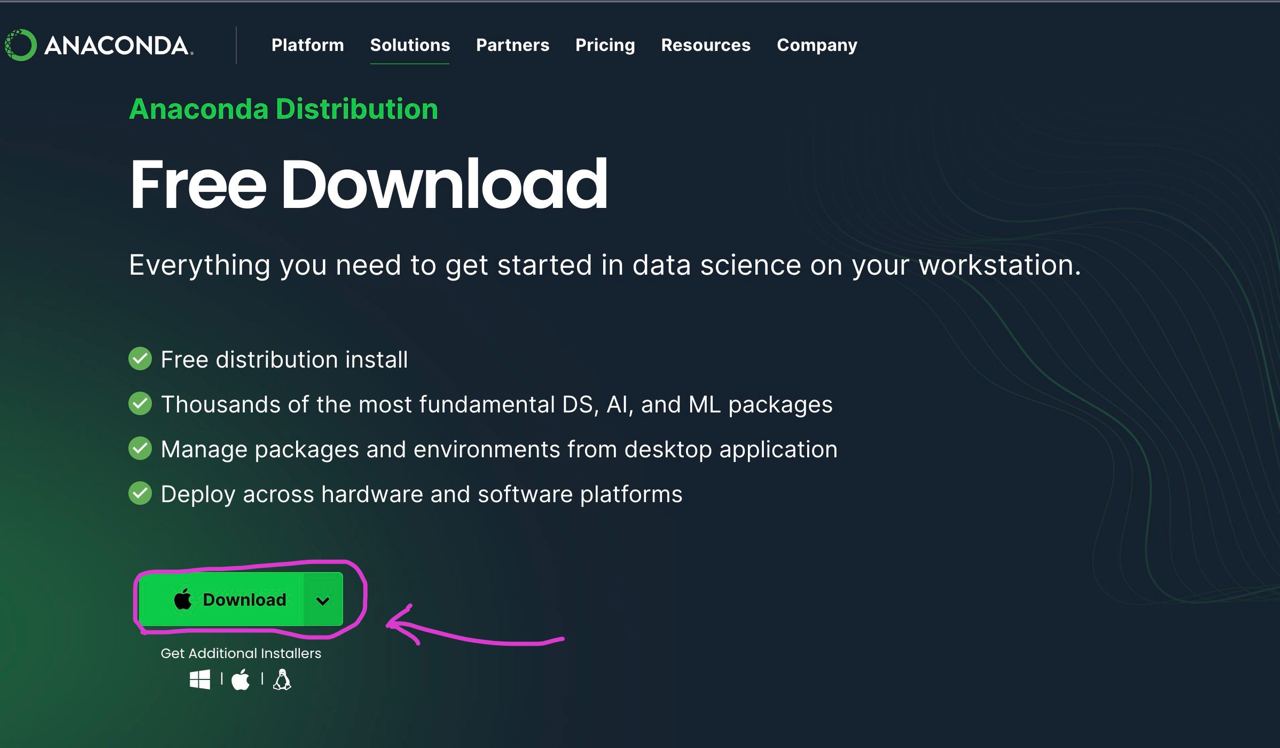 ANACONDA.
Platform Solutions Partners Pricing Resources Company
Anaconda Distribution
Free Download
Everything you need to get started in data science on your workstation.
Free distribution install
Thousands of the most fundamental DS, AI, and ML packages
Manage packages and environments from desktop application
Deploy across hardware and software platforms
Download
Get Additional Installers